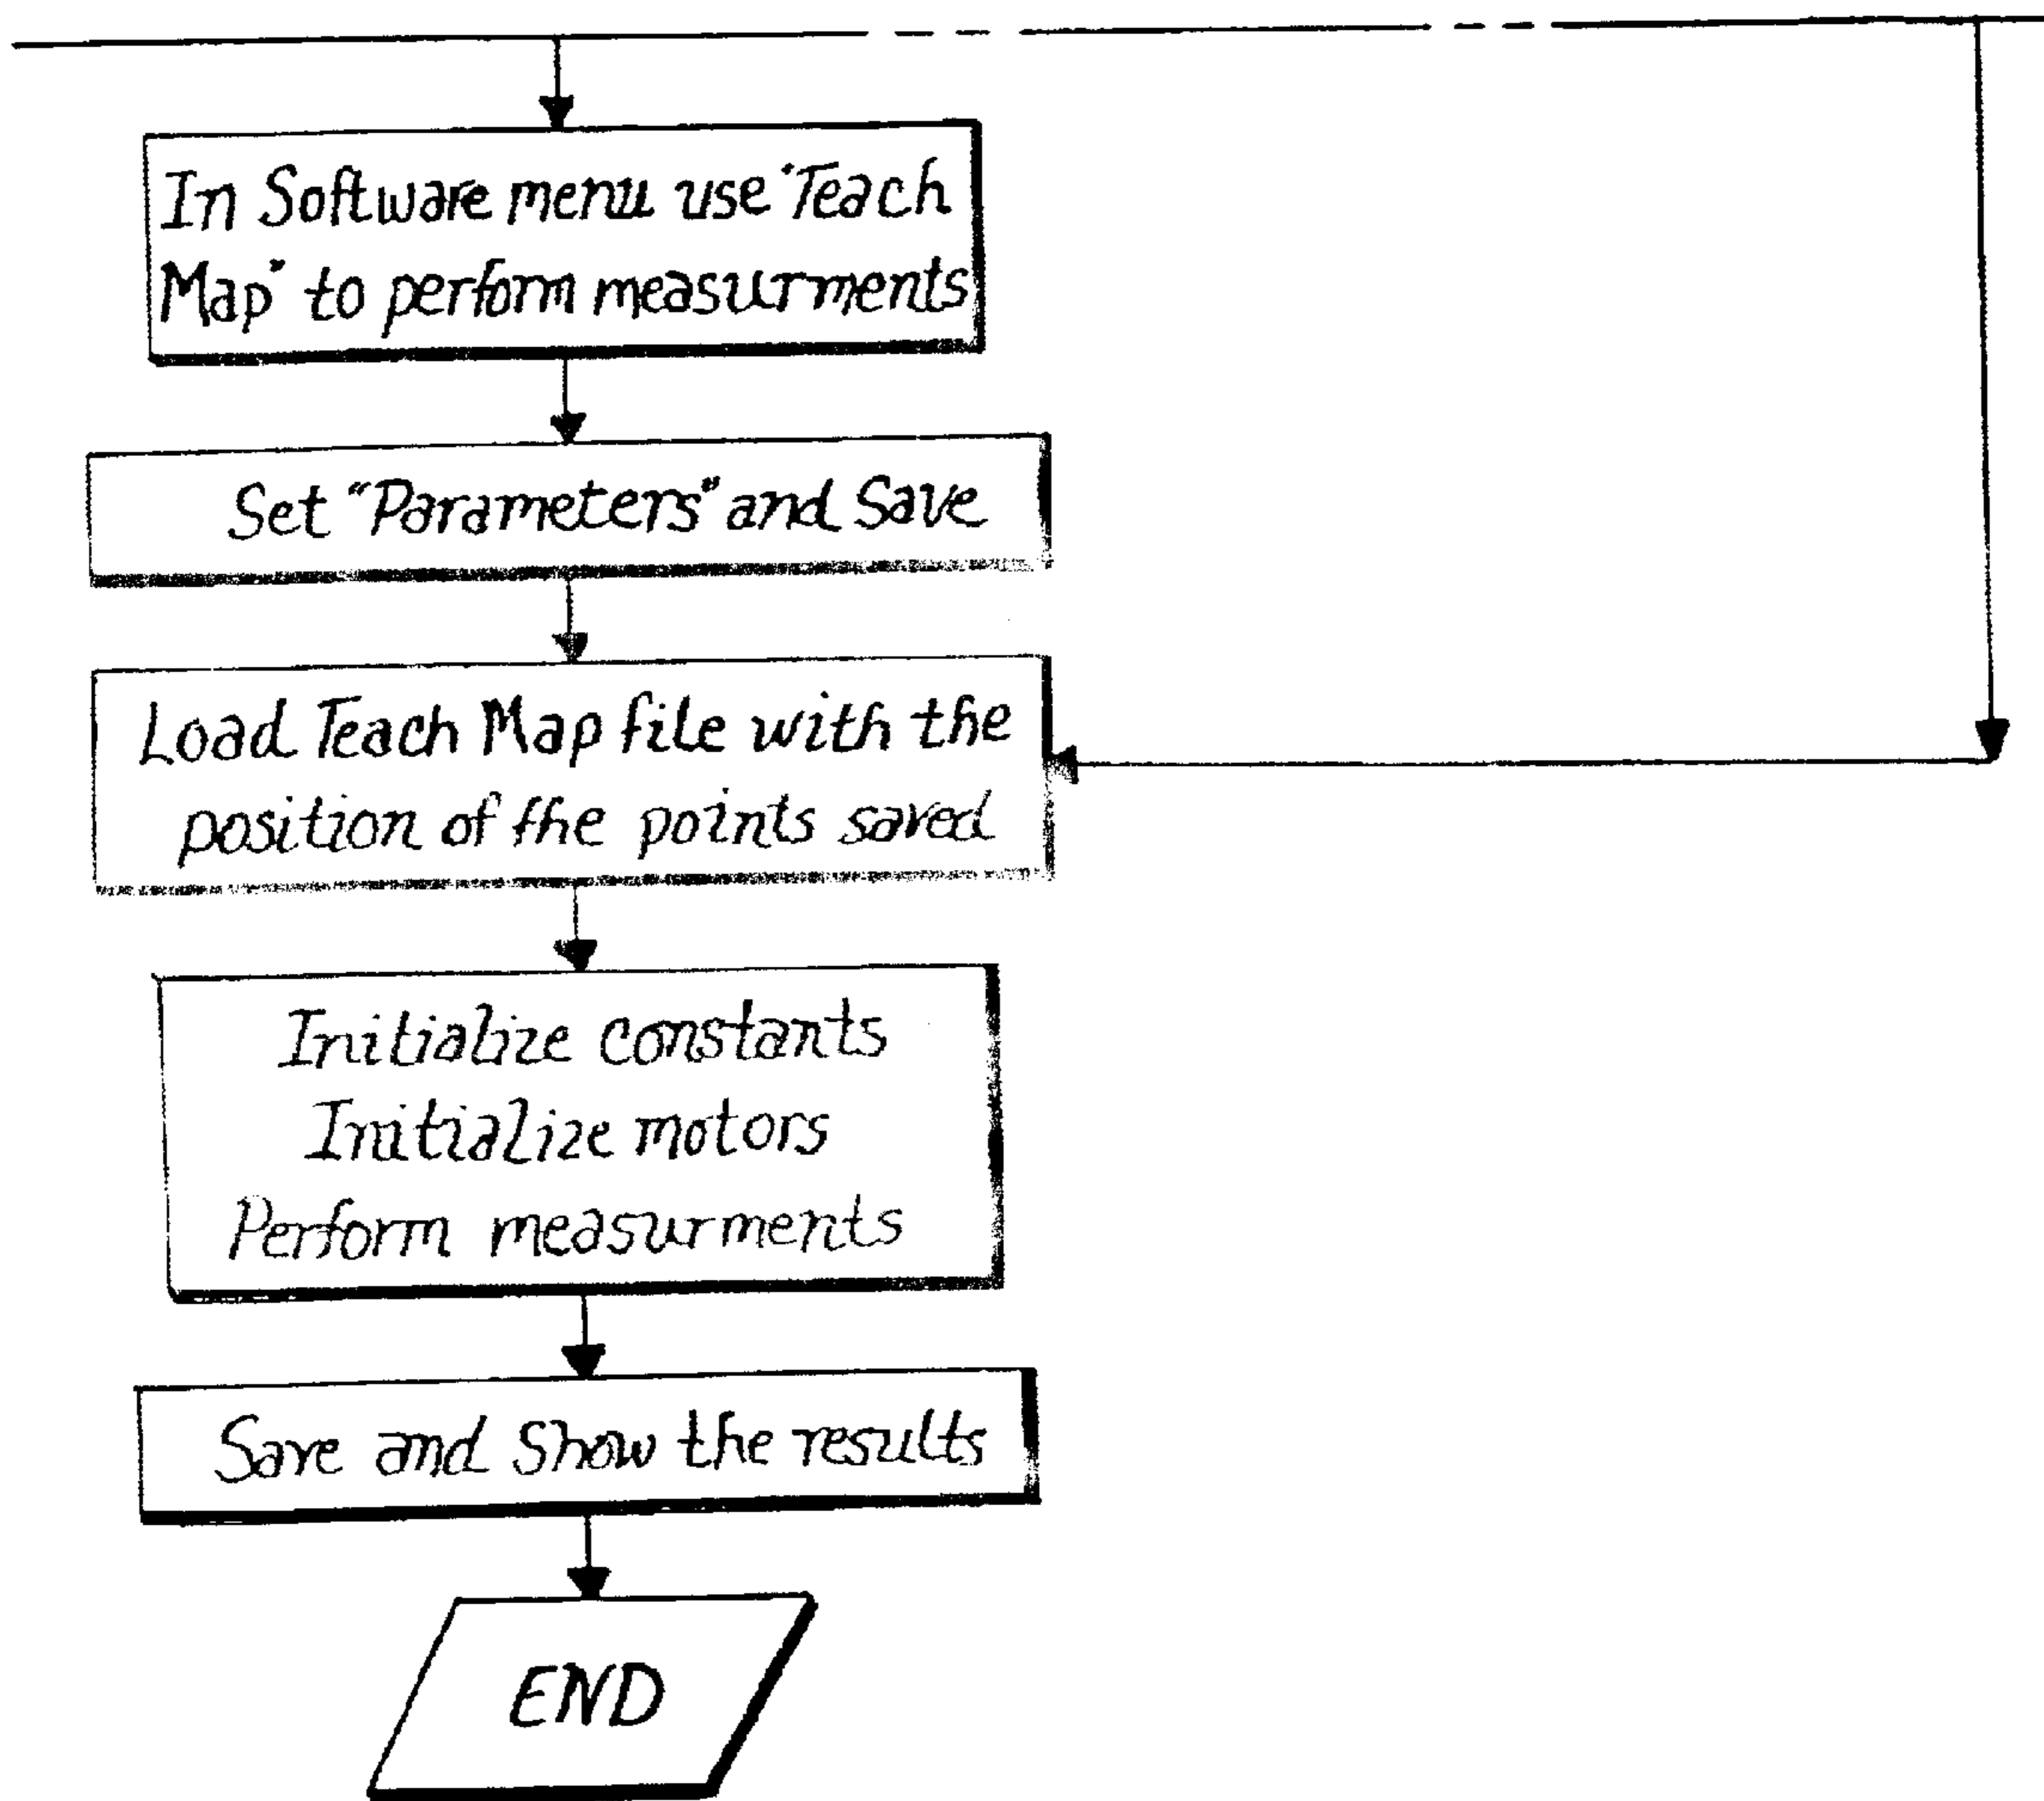 In Software menu use "Teach
Map" to perform measurments
Set "Parameters" and Save
Load Teach Map file with the
position of the points saved
Initialize constants
Initialize motors
Perform measurments
Save and Show the results
END